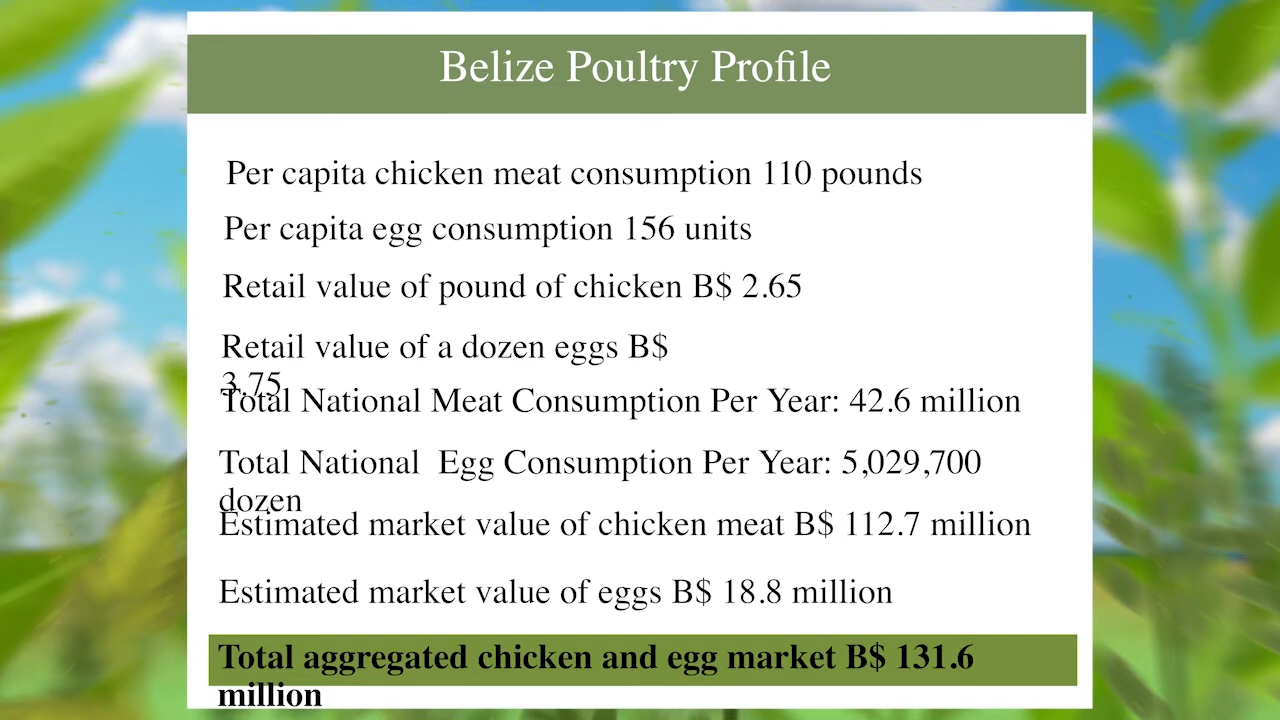 Belize Poultry Profile
Per capita chicken meat consumption 110 pounds
Per capita egg consumption 156 units
Retail value of pound of chicken B$ 2.65
Retail value of a dozen eggs B$
3.75
Total National Meat Consumption Per Year: 42.6 million
Total National  Egg Consumption Per Year: 5,029,700
dozen
Estimated market value of chicken meat B$ 112.7 million
Estimated market value of eggs B$ 18.8 million
Total aggregated chicken and egg market B$ 131.6
million